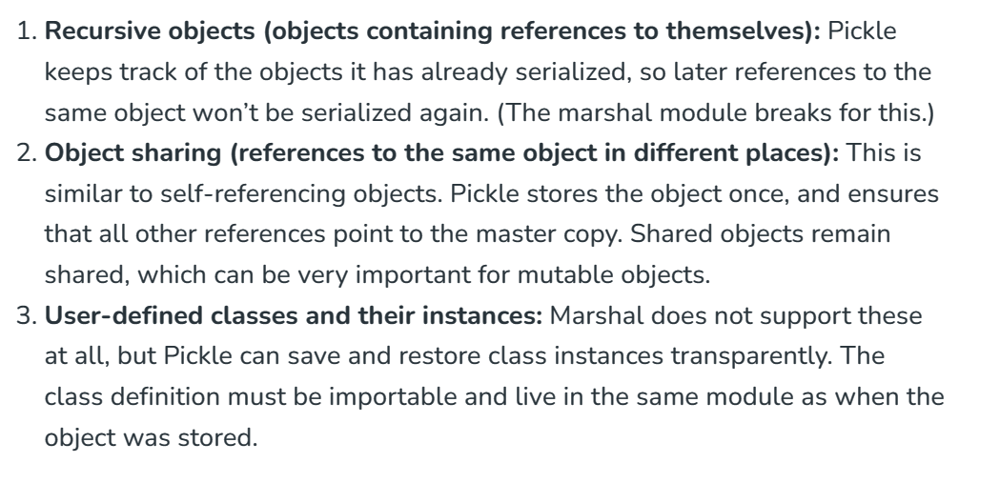 1. Recursive objects (objects containing references to themselves): Pickle
keeps track of the objects it has already serialized, so later references to the
same object won’t be serialized again. (The marshal module breaks for this.)
2. Object sharing (references to the same object in different places): This is
similar to self-referencing objects. Pickle stores the object once, and ensures
that all other references point to the master copy. Shared objects remain
shared, which can be very important for mutable objects.
3. User-defined classes and their instances: Marshal does not support these
at all, but Pickle can save and restore class instances transparently. The
class definition must be importable and live in the same module as when the
object was stored.